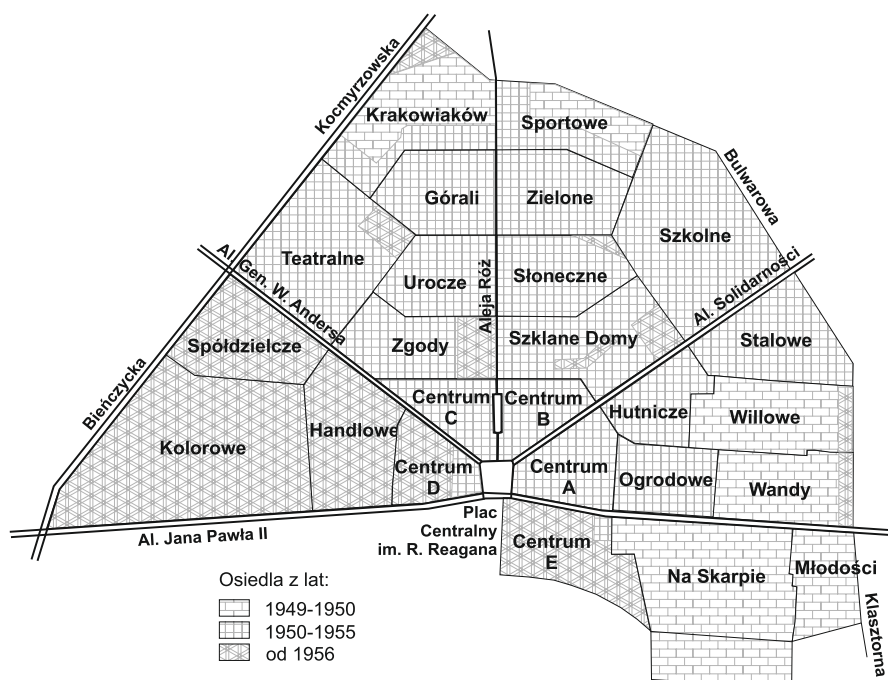 Kocmyrzowska
Krakowiaków
Sportowe
Bulwarowa
Górali
Zielone
Szkolne
Teatralne
Al. Gen. W. Andersa
Urocze
Aleja Róż
Słoneczne
Al. Solidarności
Spółdzielcze
Zgody
Szklane Domy
Stalowe
Bieńczycka
Centrum
C
Centrum
B
Hutnicze
Willowe
Kolorowe
Handlowe
Centrum
D
Centrum
A
Ogrodowe
Wandy
Al. Jana Pawła II
Plac
Centralny
im. R. Reagana
Centrum
E
Na Skarpie
Młodości
Klasztorna
Osiedla z lat:
1949-1950
1950-1955
od 1956